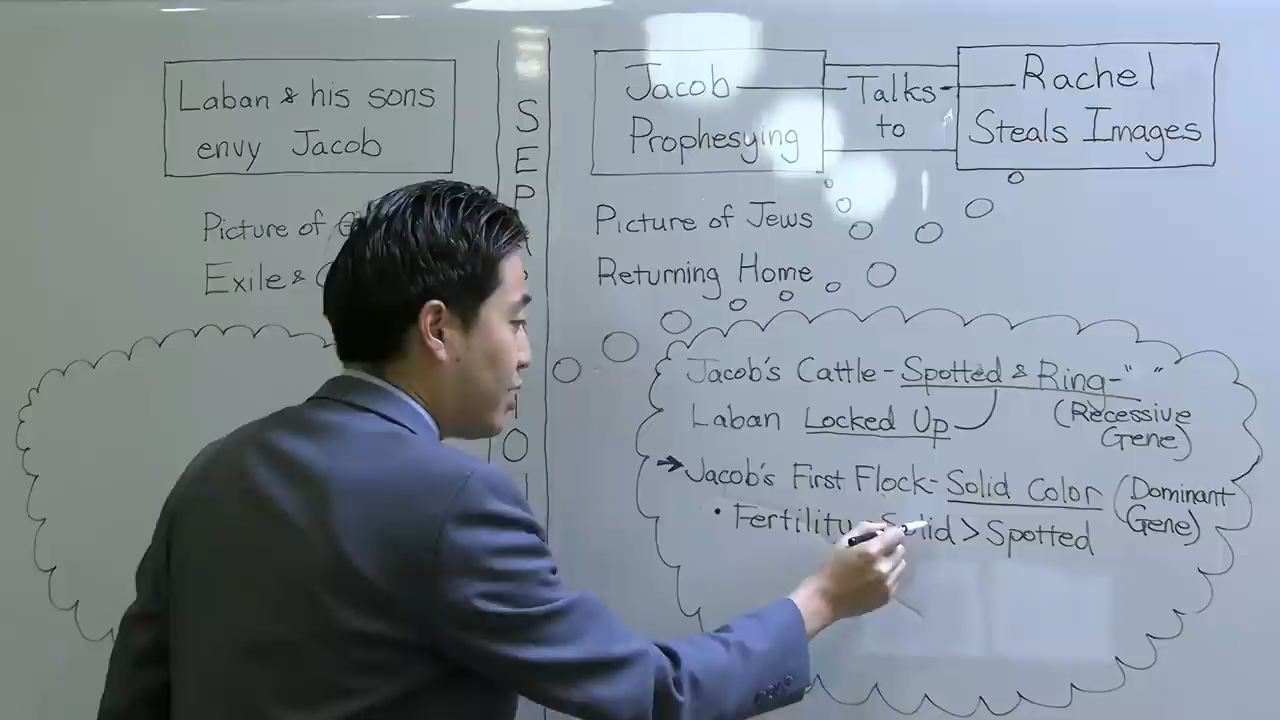 Laban & his sons
envy Jacob
Picture of
Exile &
SEP
O
Jacob
Prophesying
Talks
to
Rachel
Steals Images
Picture of Jews
Returning Home
Jacob's Cattle - Spotted & Ring-" "
Laban Locked Up
(Recessive
Gene)
→ Jacob's First Flock - Solid Color (Dominant
Gene)
• Fertility Solid > Spotted